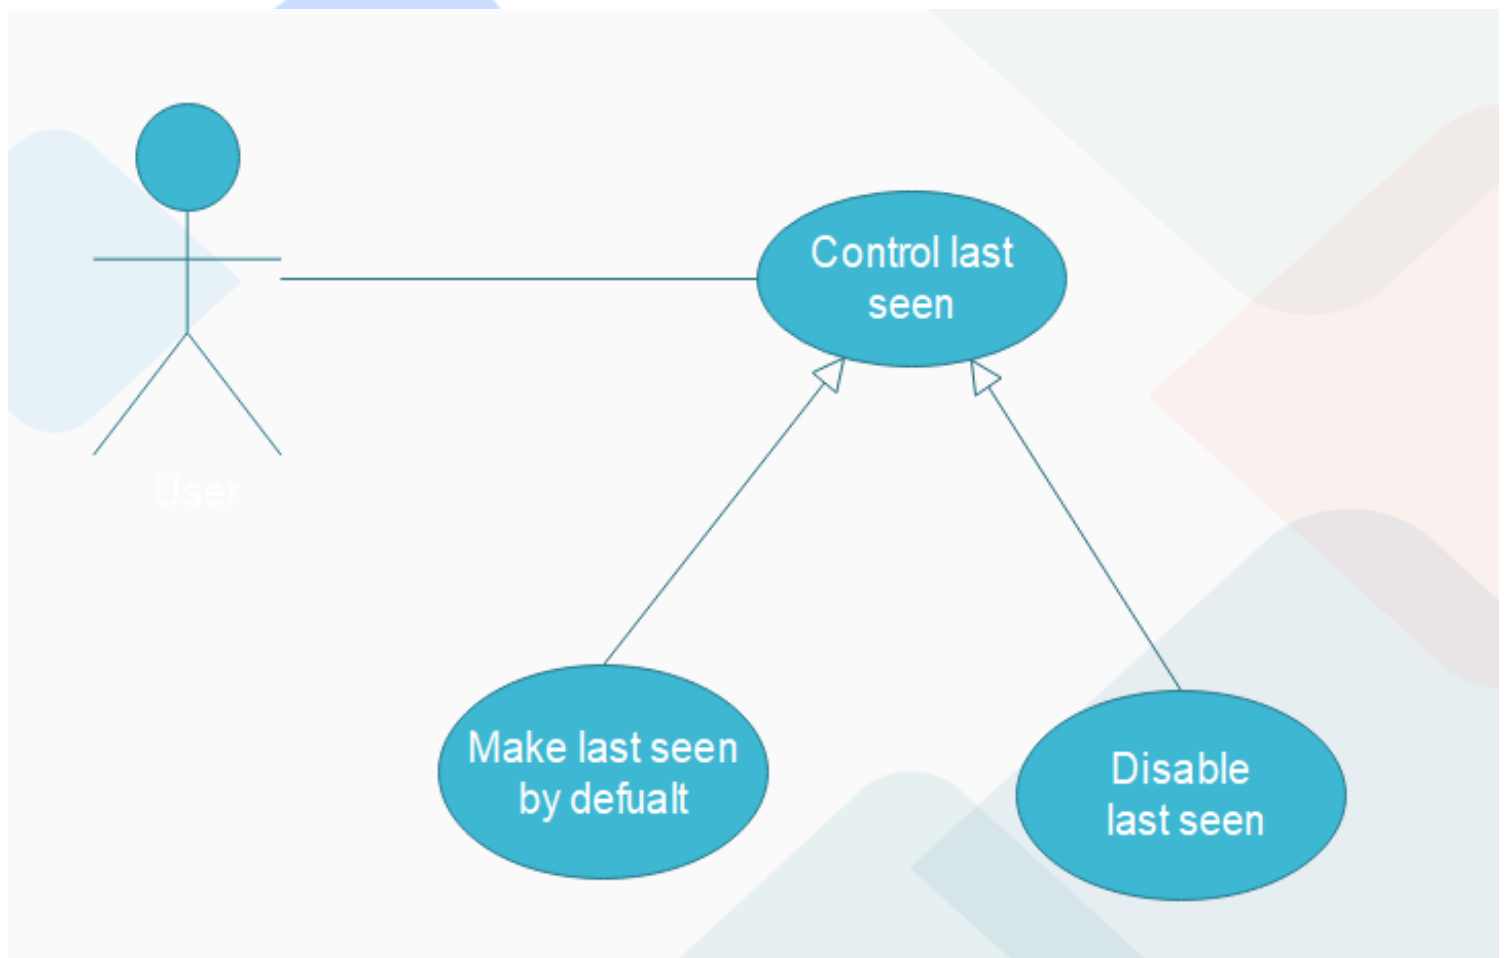 Control last
seen
User
Make last seen
by defualt
Disable
last seen